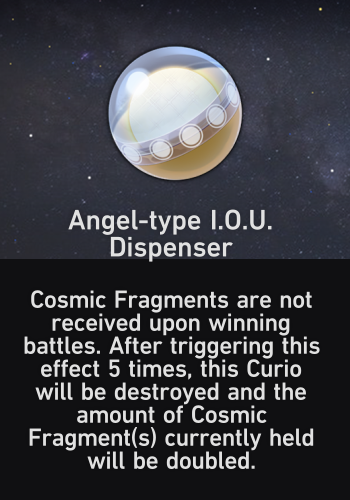 Angel-type I.O.U.
Dispenser
Cosmic Fragments are not
received upon winning
battles. After triggering this
effect 5 times, this Curio
will be destroyed and the
amount of Cosmic
Fragment(s) currently held
will be doubled.